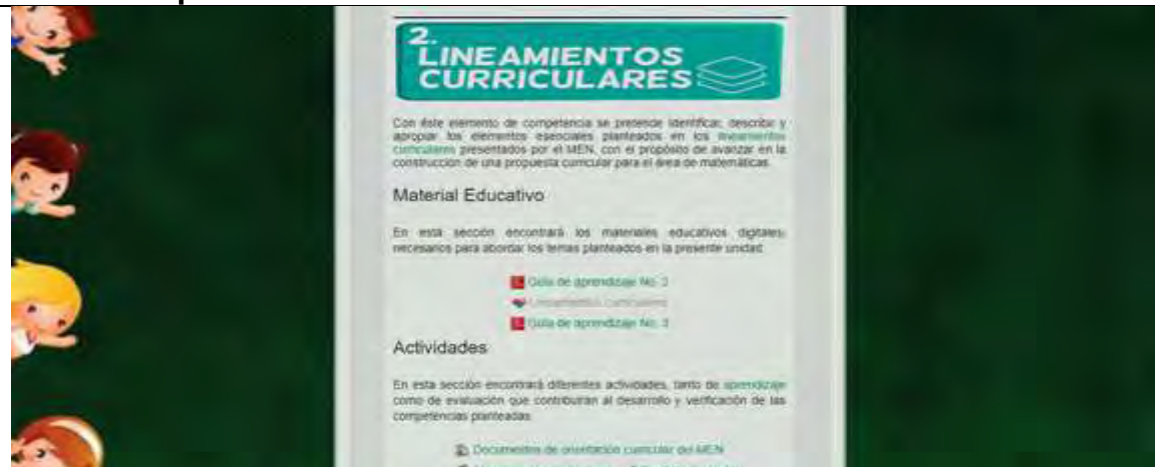 2.
LINEAMIENTOS
CURRICULARES
Con éste elemento de competencia se pretende identificar, describir y
apropiar los elementos esenciales planteados en los lineamientos
curriculares presentados por el MEN, con el propósito de avanzar en la
construcción de una propuesta curricular para el área de matemáticas.
Material Educativo
En esta sección encontrará los materiales educativos digitales
necesarios para abordar los temas planteados en la presente unidad:
Guía de aprendizaje No. 2
Lineamientos curriculares
Guía de aprendizaje No. 3
Actividades
En esta sección encontrará diferentes actividades, tanto de aprendizaje
como de evaluación que contribuirán al desarrollo y verificación de las
competencias planteadas.
Documentos de orientación curricular del MEN